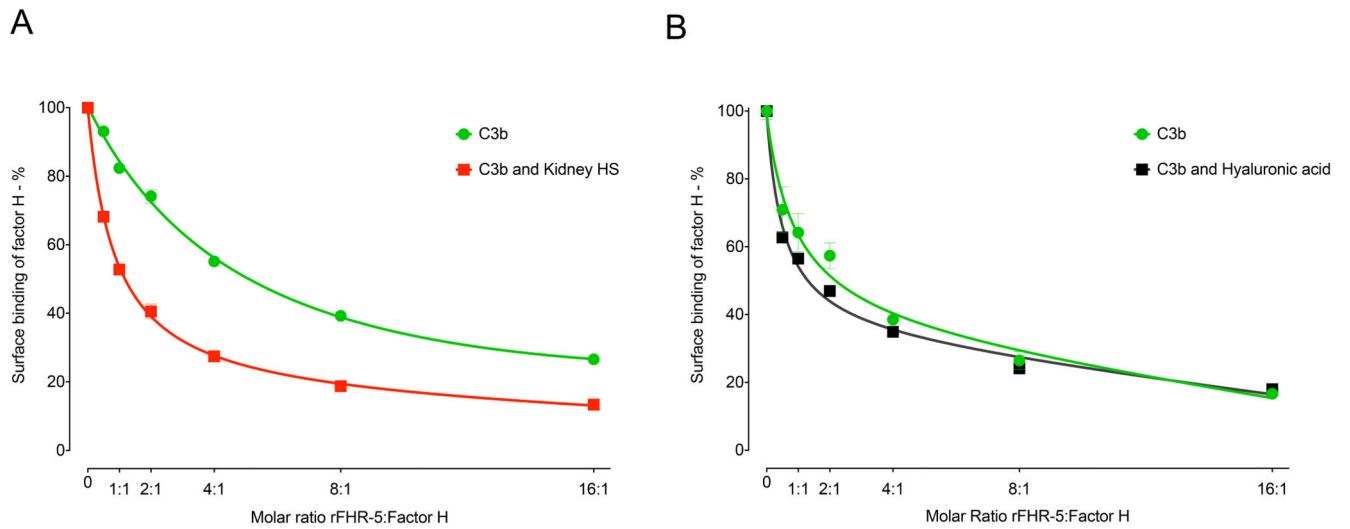 A
100
80
60
40
20
0
Surface binding of factor H - %
C3b
C3b and Kidney HS
0
1:1
2:1
4:1
8:1
16:1
Molar ratio rFHR-5:Factor H
B
100
80
60
40
20
0
Surface binding of factor H - %
C3b
C3b and Hyaluronic acid
0
1:1
2:1
4:1
8:1
16:1
Molar Ratio rFHR-5:Factor H